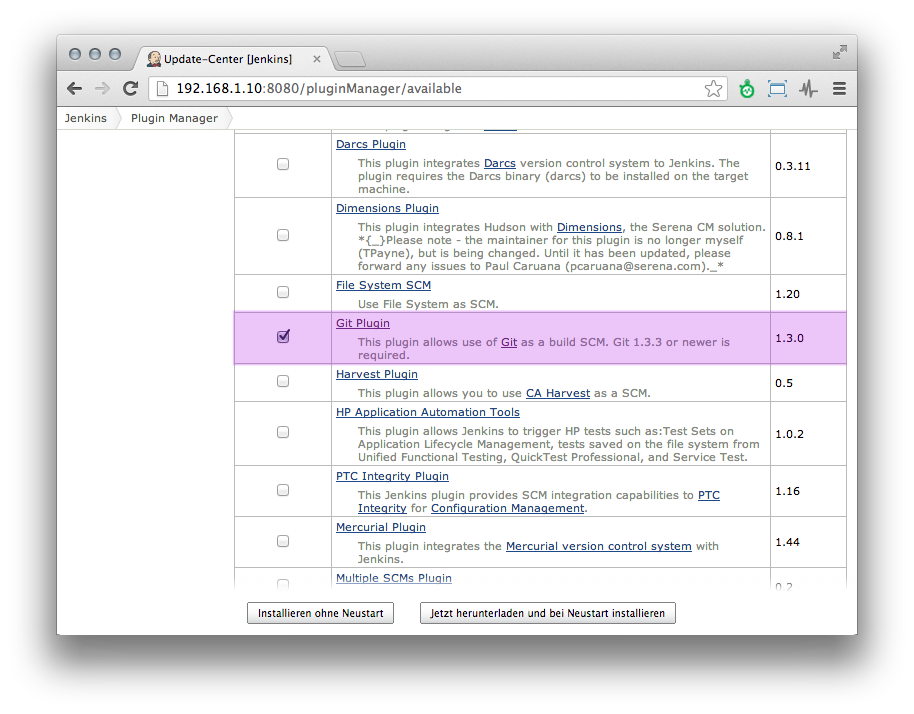 Update-Center [Jenkins]
192.168.1.10:8080/pluginManager/available
Jenkins Plugin Manager
Darcs Plugin
This plugin integrates Darcs version control system to Jenkins. The
plugin requires the Darcs binary (darcs) to be installed on the target
machine.
0.3.11
Dimensions Plugin
This plugin integrates Hudson with Dimensions, the Serena CM solution.
*{_}Please note - the maintainer for this plugin is no longer myself
(TPayne), but is being changed. Until it has been updated, please
forward any issues to Paul Caruana (pcaruana@serena.com)._*
0.8.1
File System SCM
Use File System as SCM.
1.20
Git Plugin
This plugin allows use of Git as a build SCM. Git 1.3.3 or newer is
required.
1.3.0
Harvest Plugin
This plugin allows you to use CA Harvest as a SCM.
0.5
HP Application Automation Tools
This plugin allows Jenkins to trigger HP tests such as:Test Sets on
Application Lifecycle Management, tests saved on the file system from
Unified Functional Testing, QuickTest Professional, and Service Test.
1.0.2
PTC Integrity Plugin
This Jenkins plugin provides SCM integration capabilities to PTC
Integrity for Configuration Management.
1.16
Mercurial Plugin
This plugin integrates the Mercurial version control system with
Jenkins.
1.44
Multiple SCMs Plugin
0.2
Installieren ohne Neustart
Jetzt herunterladen und bei Neustart installieren